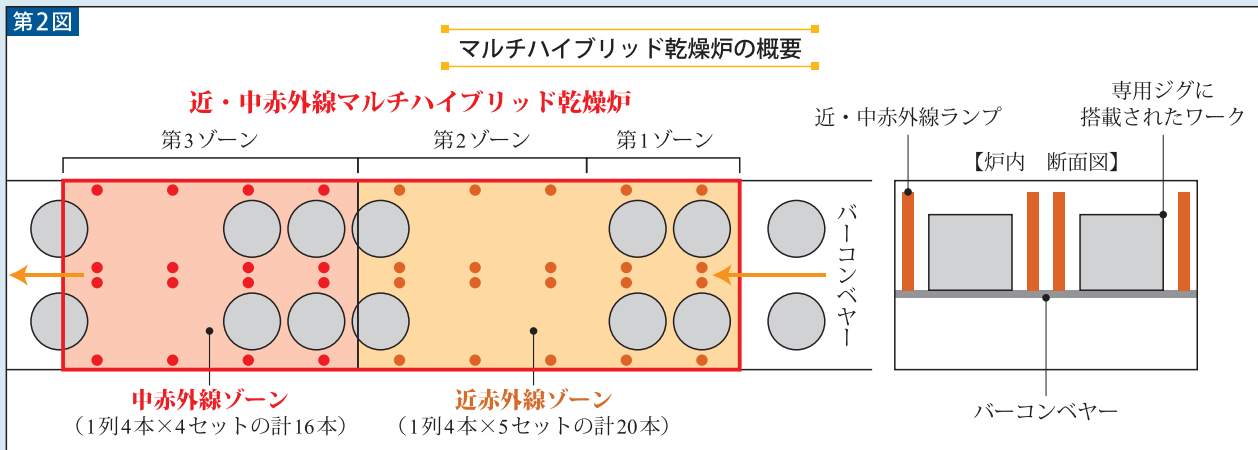 第2図
マルチハイブリッド乾燥炉の概要
近・中赤外線マルチハイブリッド乾燥炉
第3ゾーン
第2ゾーン
第1ゾーン
バーコンベヤー
中赤外線ゾーン
（1列4本×4セットの計16本）
近赤外線ゾーン
（1列4本×5セットの計20本）
近・中赤外線ランプ
専用ジグに
搭載されたワーク
【炉内　断面図】
バーコンベヤー